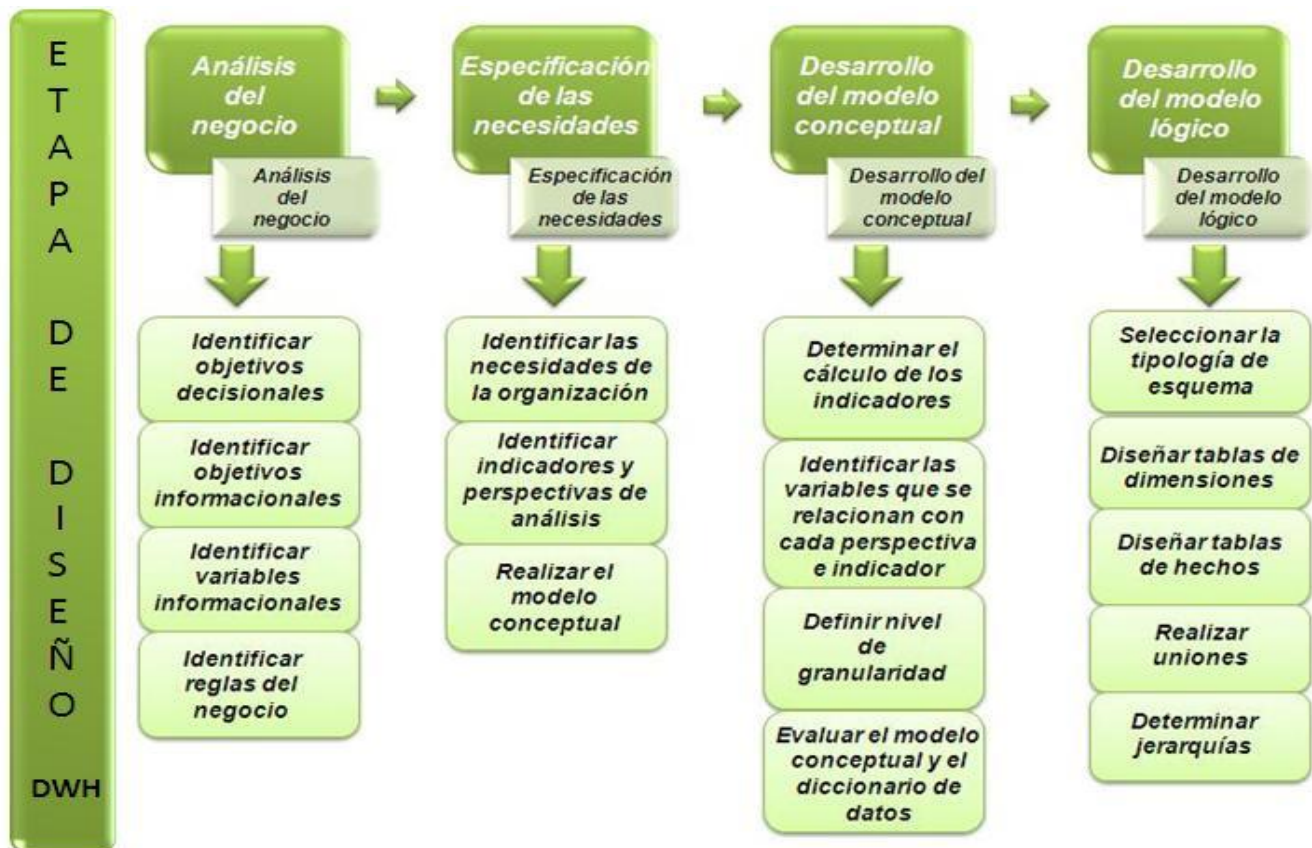 ETAPA DE DISEÑO
DWH
Análisis
del
negocio
Análisis
del
negocio
Identificar
objetivos
decisionales
Identificar
objetivos
informacionales
Identificar
variables
informacionales
Identificar
reglas del
negocio
Especificación
de las
necesidades
Especificación
de las
necesidades
Identificar las
necesidades de
la organización
Identificar
indicadores y
perspectivas de
análisis
Realizar el
modelo
conceptual
Desarrollo
del modelo
conceptual
Desarrollo del
modelo
conceptual
Determinar el
cálculo de los
indicadores
Identificar las
variables que se
relacionan con
cada perspectiva
e indicador
Definir nivel
de
granularidad
Evaluar el modelo
conceptual y el
diccionario de
datos
Desarrollo
del modelo
lógico
Desarrollo
del modelo
lógico
Seleccionar la
tipología de
esquema
Diseñar tablas de
dimensiones
Diseñar tablas
de hechos
Realizar
uniones
Determinar
jerarquías